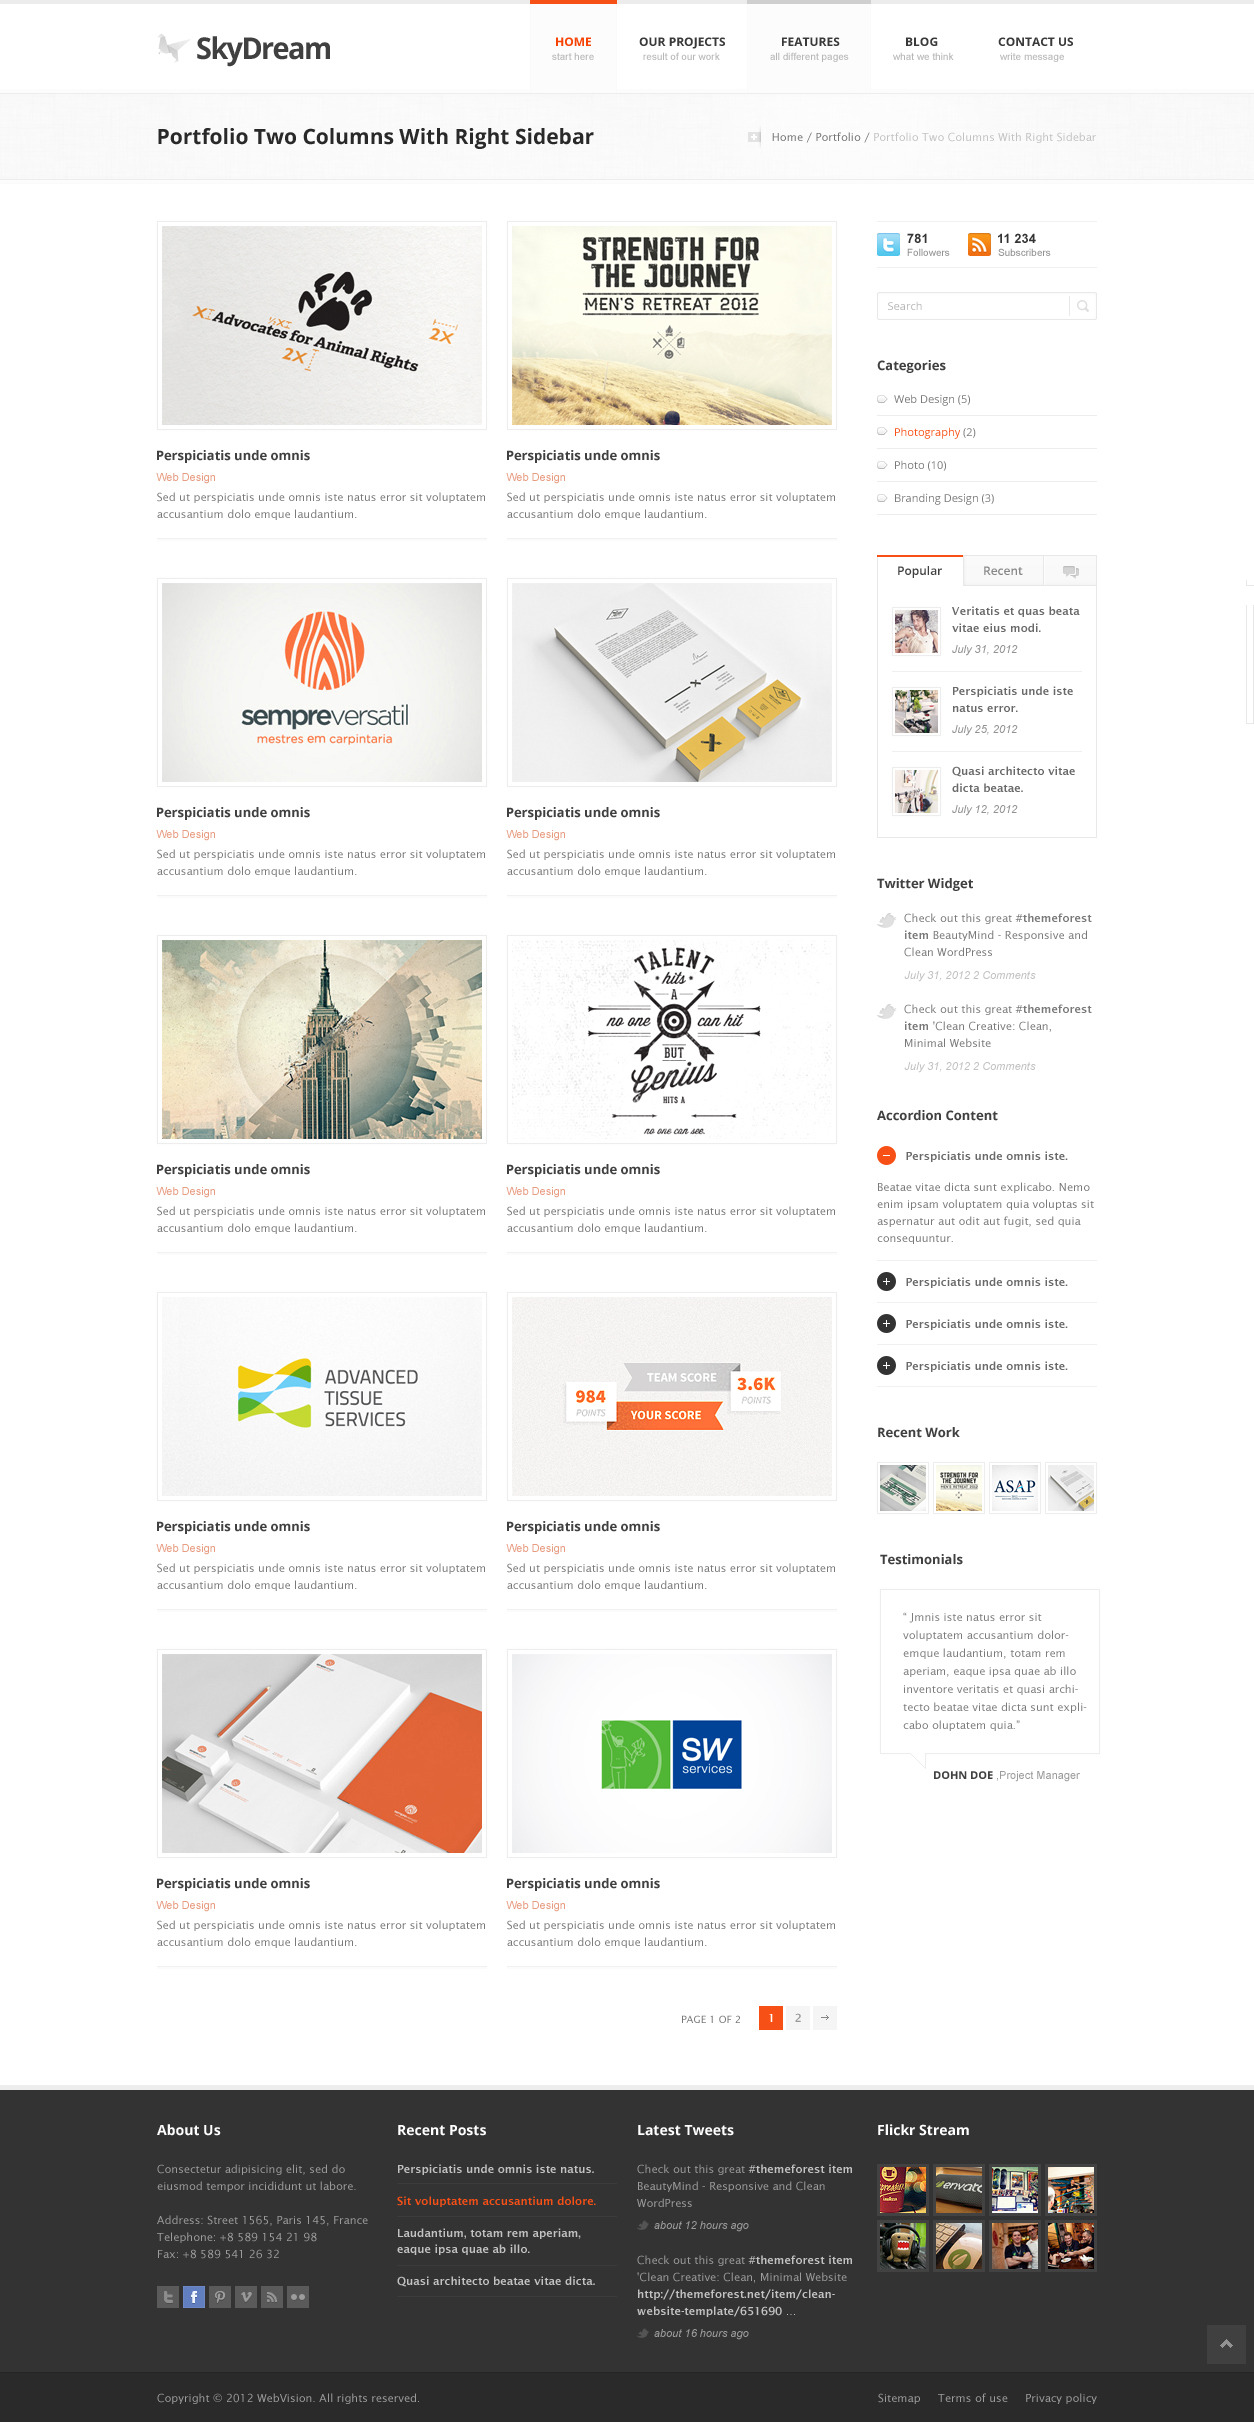 SkyDream
HOME
start here
OUR PROJECTS
result of our work
FEATURES
all different pages
BLOG
what we think
CONTACT US
write message
Portfolio Two Columns With Right Sidebar
Home / Portfolio / Portfolio Two Columns With Right Sidebar
X
½X
Advocates for Animal Rights
2X
2X
Perspiciatis unde omnis
Web Design
Sed ut perspiciatis unde omnis iste natus error sit voluptatem
accusantium dolo emque laudantium.
STRENGTH FOR
THE JOURNEY
MEN'S RETREAT 2012
Perspiciatis unde omnis
Web Design
Sed ut perspiciatis unde omnis iste natus error sit voluptatem
accusantium dolo emque laudantium.
sempreversatil
mestres em carpintaria
Perspiciatis unde omnis
Web Design
Sed ut perspiciatis unde omnis iste natus error sit voluptatem
accusantium dolo emque laudantium.
Perspiciatis unde omnis
Web Design
Sed ut perspiciatis unde omnis iste natus error sit voluptatem
accusantium dolo emque laudantium.
Perspiciatis unde omnis
Web Design
Sed ut perspiciatis unde omnis iste natus error sit voluptatem
accusantium dolo emque laudantium.
TALENT
hits
A
no one can hit
BUT
Genius
HITS A
no one can see.
Perspiciatis unde omnis
Web Design
Sed ut perspiciatis unde omnis iste natus error sit voluptatem
accusantium dolo emque laudantium.
ADVANCED
TISSUE
SERVICES
Perspiciatis unde omnis
Web Design
Sed ut perspiciatis unde omnis iste natus error sit voluptatem
accusantium dolo emque laudantium.
TEAM SCORE
3.6K
POINTS
984
POINTS
YOUR SCORE
Perspiciatis unde omnis
Web Design
Sed ut perspiciatis unde omnis iste natus error sit voluptatem
accusantium dolo emque laudantium.
Perspiciatis unde omnis
Web Design
Sed ut perspiciatis unde omnis iste natus error sit voluptatem
accusantium dolo emque laudantium.
SW
services
Perspiciatis unde omnis
Web Design
Sed ut perspiciatis unde omnis iste natus error sit voluptatem
accusantium dolo emque laudantium.
PAGE 1 OF 2
1
2
781
Followers
11 234
Subscribers
Search
Categories
Web Design (5)
Photography (2)
Photo (10)
Branding Design (3)
Popular
Recent
Veritatis et quas beata
vitae eius modi.
July 31, 2012
Perspiciatis unde iste
natus error.
July 25, 2012
Quasi architecto vitae
dicta beatae.
July 12, 2012
Twitter Widget
Check out this great #themeforest
item BeautyMind - Responsive and
Clean WordPress
July 31, 2012 2 Comments
Check out this great #themeforest
item 'Clean Creative: Clean,
Minimal Website
July 31, 2012 2 Comments
Accordion Content
Perspiciatis unde omnis iste.
Beatae vitae dicta sunt explicabo. Nemo
enim ipsam voluptatem quia voluptas sit
aspernatur aut odit aut fugit, sed quia
consequuntur.
Perspiciatis unde omnis iste.
Perspiciatis unde omnis iste.
Perspiciatis unde omnis iste.
Recent Work
STRENGTH FOR
THE JOURNEY
MEN'S RETREAT 2012
ASAP
Testimonials
" Jmnis iste natus error sit
voluptatem accusantium dolor-
emque laudantium, totam rem
aperiam, eaque ipsa quae ab illo
inventore veritatis et quasi archi-
tecto beatae vitae dicta sunt expli-
cabo oluptatem quia."
DOHN DOE ,Project Manager
About Us
Consectetur adipisicing elit, sed do
eiusmod tempor incididunt ut labore.
Address: Street 1565, Paris 145, France
Telephone: +8 589 154 21 98
Fax: +8 589 541 26 32
Recent Posts
Perspiciatis unde omnis iste natus.
Sit voluptatem accusantium dolore.
Laudantium, totam rem aperiam,
eaque ipsa quae ab illo.
Quasi architecto beatae vitae dicta.
Latest Tweets
Check out this great #themeforest item
BeautyMind - Responsive and Clean
WordPress
about 12 hours ago
Check out this great #themeforest item
'Clean Creative: Clean, Minimal Website
http://themeforest.net/item/clean-
website-template/651690 ...
about 16 hours ago
Flickr Stream
envato
Copyright © 2012 WebVision. All rights reserved.
Sitemap
Terms of use
Privacy policy